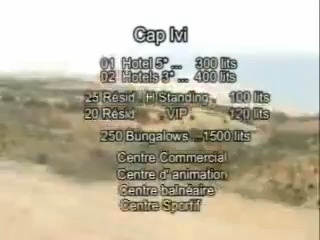 Cap Ivi
01 Hotel 5* ... 300 lits
02 Hotels 3* ... 400 lits
25 Résid H Standing... 100 lits
20 Résid VIP ... 120 lits
250 Bungalows ...1500 lits
Centre Commercial
Centre d'animation
Centre balnéaire
Centre Sportif